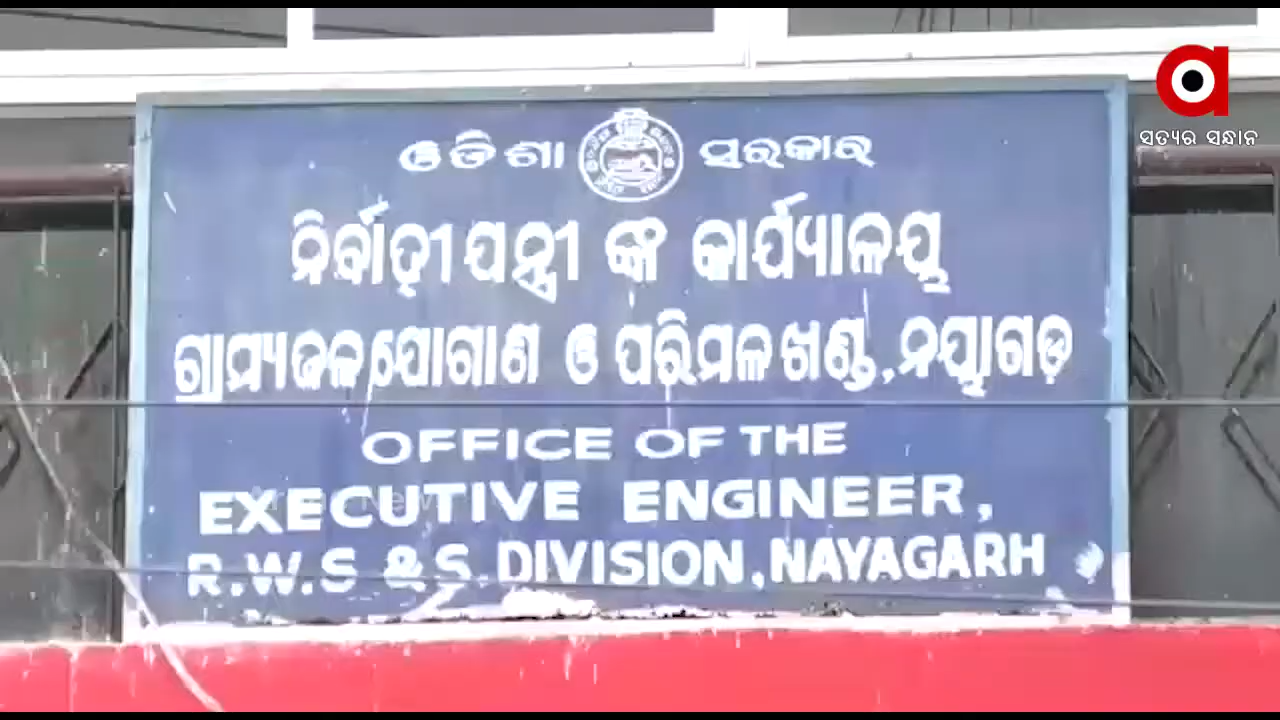 ଓଡିଶା ସରକାର
ନିର୍ବାହୀ ଯନ୍ତ୍ରୀ ଙ୍କ କାର୍ଯ୍ୟାଳୟ
ଗ୍ରାମ୍ୟଜଳଯୋଗାଣ ଓ ପରିମଳ ଖଣ୍ଡ,ନୟାଗଡ଼
OFFICE OF THE
EXECUTIVE ENGINEER,
R.W.S & S.DIVISION,NAYAGARH
ସତ୍ୟର ସନ୍ଧାନ